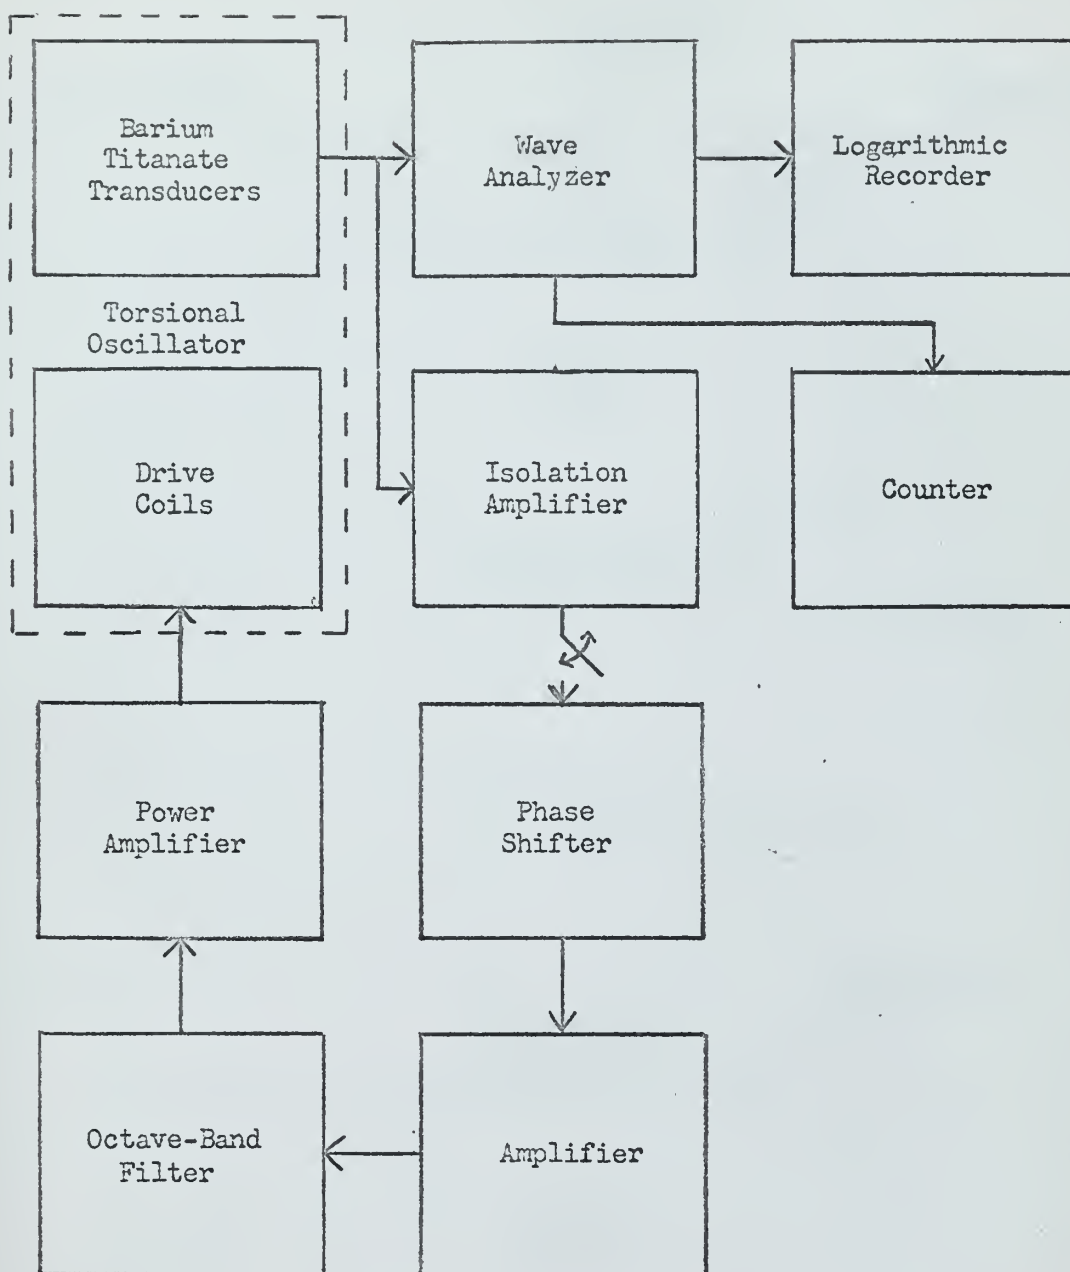 Barium
Titanate
Transducers
Wave
Analyzer
Logarithmic
Recorder
Torsional
Oscillator
Drive
Coils
Isolation
Amplifier
Counter
Power
Amplifier
Phase
Shifter
Octave-Band
Filter
Amplifier